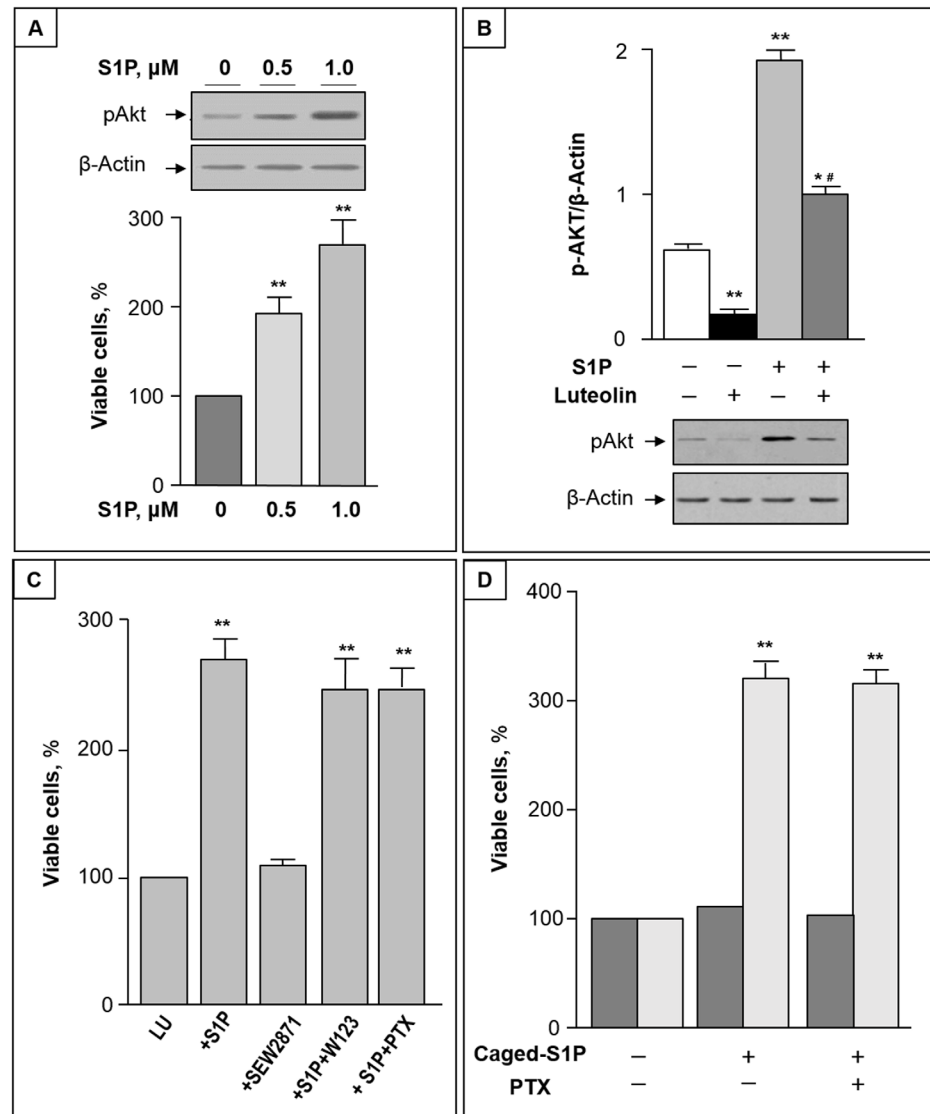 A
S1P, µM 0 0.5 1.0
pAkt
β-Actin
Viable cells, %
300
200
100
0
** **
S1P, µM 0 0.5 1.0
B
p-AKT/β-Actin
2
1
0
** ** * #
S1P – – + +
Luteolin – + – +
pAkt
β-Actin
C
Viable cells, %
300
200
100
0
** ** **
LU
+S1P
+SEW2871
+S1P+W123
+ S1P+PTX
D
Viable cells, %
400
300
200
100
0
** **
Caged-S1P – + +
PTX – – +